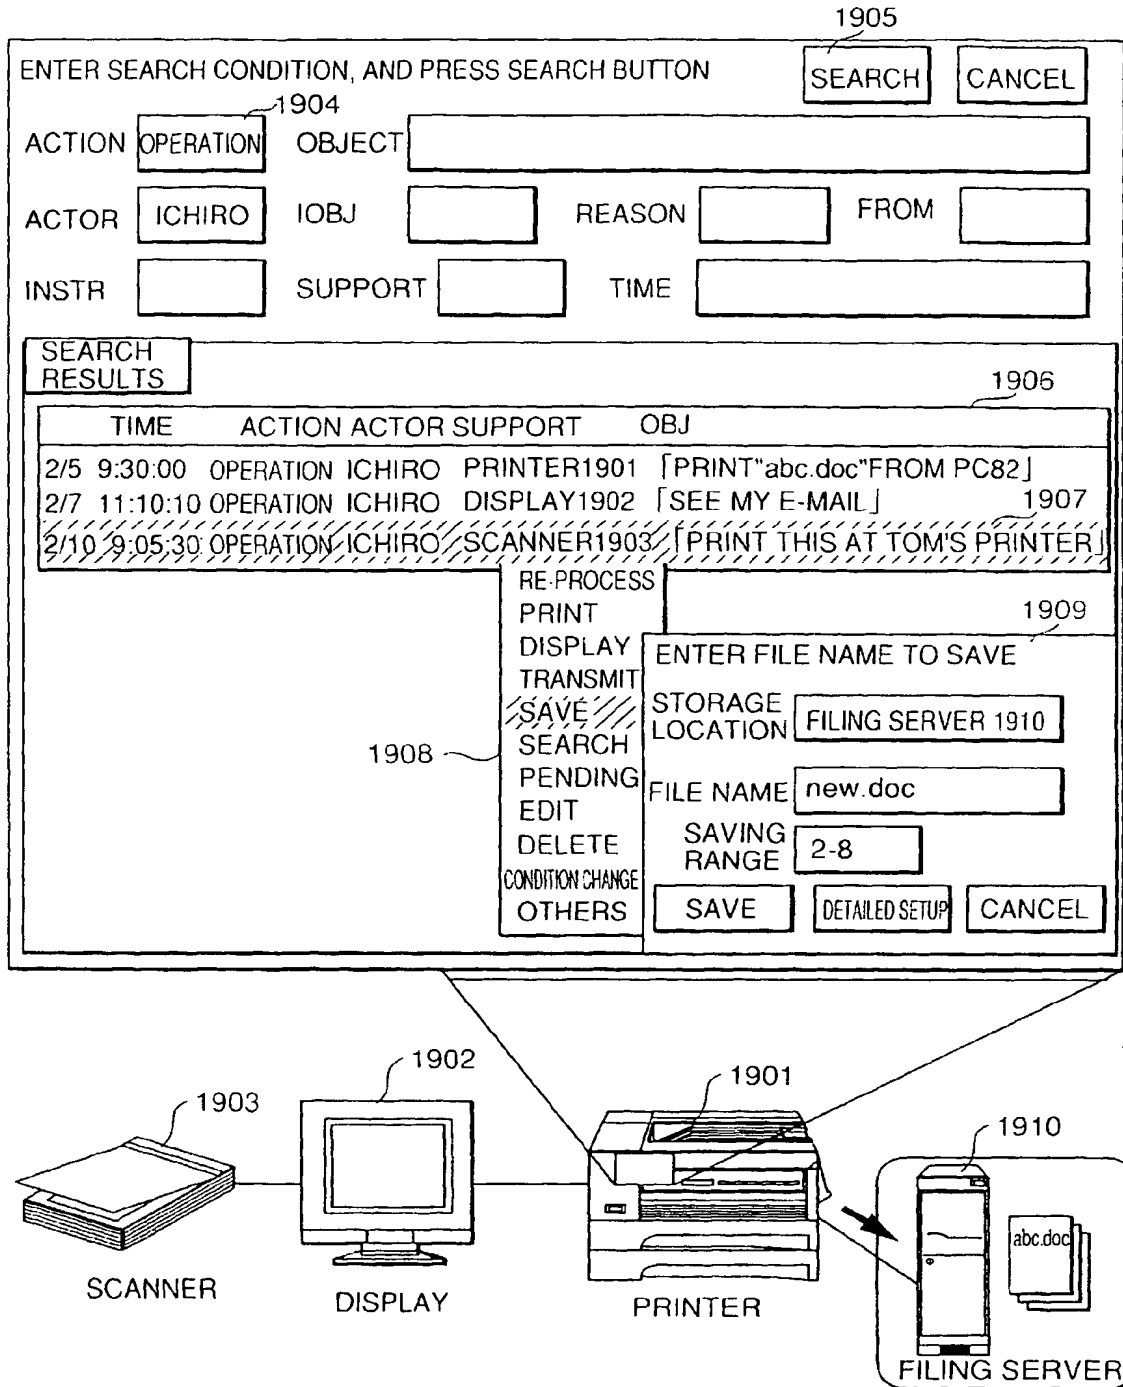 1905
ENTER SEARCH CONDITION, AND PRESS SEARCH BUTTON SEARCH CANCEL
1904
ACTION OPERATION OBJECT
ACTOR ICHIRO IOBJ REASON FROM
INSTR SUPPORT TIME
SEARCH
RESULTS
1906
TIME ACTION ACTOR SUPPORT OBJ
2/5 9:30:00 OPERATION ICHIRO PRINTER1901 「PRINT"abc.doc"FROM PC82」
2/7 11:10:10 OPERATION ICHIRO DISPLAY1902 「SEE MY E-MAIL」
1907
2/10 9:05:30 OPERATION ICHIRO SCANNER1903 「PRINT THIS AT TOM'S PRINTER」
RE-PROCESS
PRINT
DISPLAY
TRANSMIT
SAVE
SEARCH
PENDING
EDIT
DELETE
CONDITION CHANGE
OTHERS
1908
1909
ENTER FILE NAME TO SAVE
STORAGE
LOCATION FILING SERVER 1910
FILE NAME new.doc
SAVING
RANGE 2-8
SAVE DETAILED SETUP CANCEL
1903
1902
1901
1910
abc.doc
SCANNER
DISPLAY
PRINTER
FILING SERVER